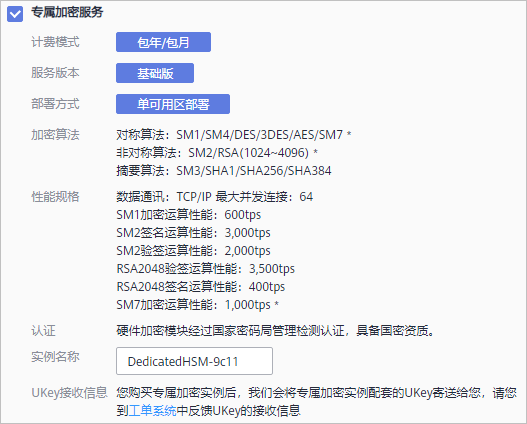 专属加密服务
计费模式 包年/包月
服务版本 基础版
部署方式 单可用区部署
加密算法 对称算法：SM1/SM4/DES/3DES/AES/SM7 *
非对称算法：SM2/RSA(1024~4096) *
摘要算法：SM3/SHA1/SHA256/SHA384
性能规格 数据通讯：TCP/IP 最大并发连接：64
SM1加密运算性能：600tps
SM2签名运算性能：3,000tps
SM2验签运算性能：2,000tps
RSA2048验签运算性能：3,500tps
RSA2048签名运算性能：400tps
SM7加密运算性能：1,000tps *
认证 硬件加密模块经过国家密码局管理检测认证，具备国密资质。
实例名称 DedicatedHSM-9c11
UKey接收信息 您购买专属加密实例后，我们会将专属加密实例配套的UKey寄送给您，请您
到工单系统中反馈UKey的接收信息